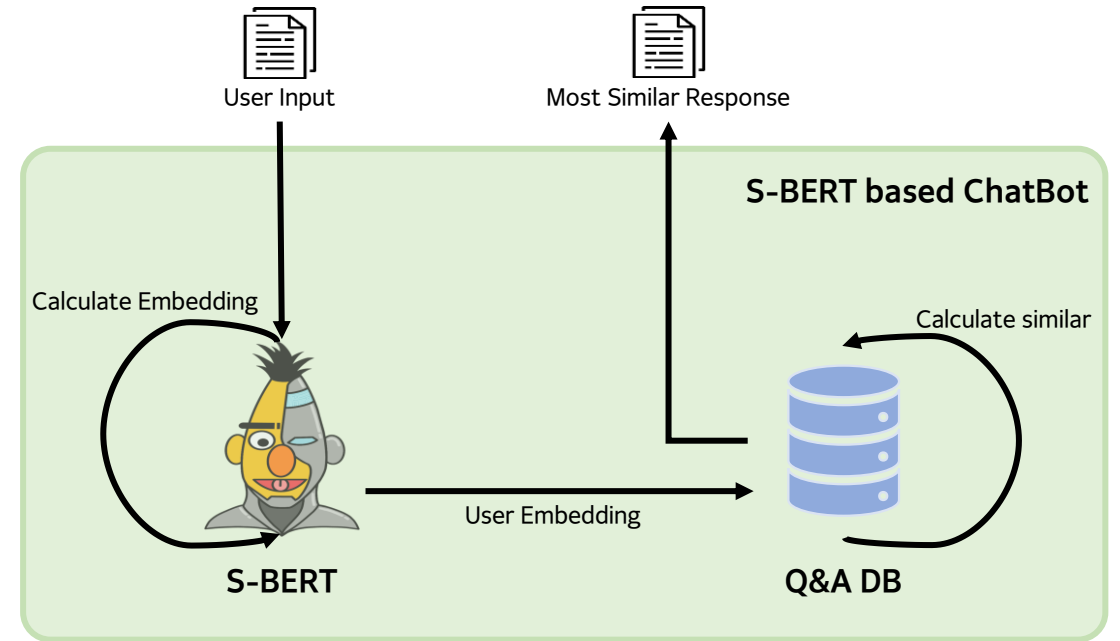 User Input
Most Similar Response
S-BERT based ChatBot
Calculate Embedding
Calculate similar
User Embedding
S-BERT
Q&A DB